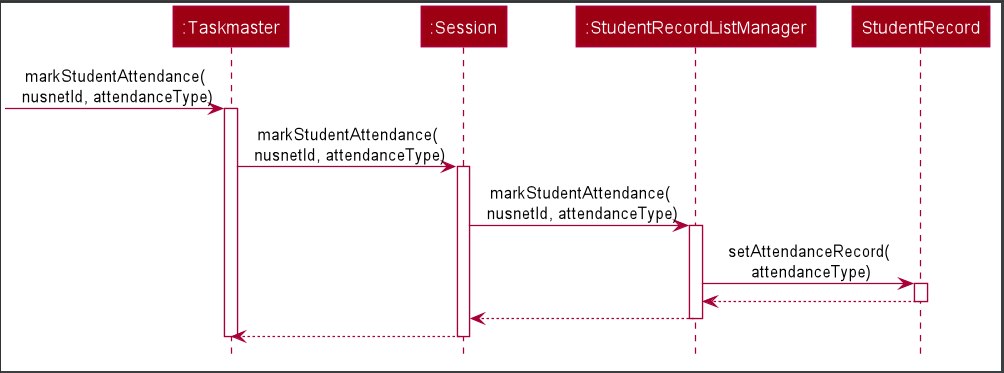 :Taskmaster
:Session
:StudentRecordListManager
StudentRecord
markStudentAttendance(
nusnetId, attendanceType)
markStudentAttendance(
nusnetId, attendanceType)
markStudentAttendance(
nusnetId, attendanceType)
setAttendanceRecord(
attendanceType)